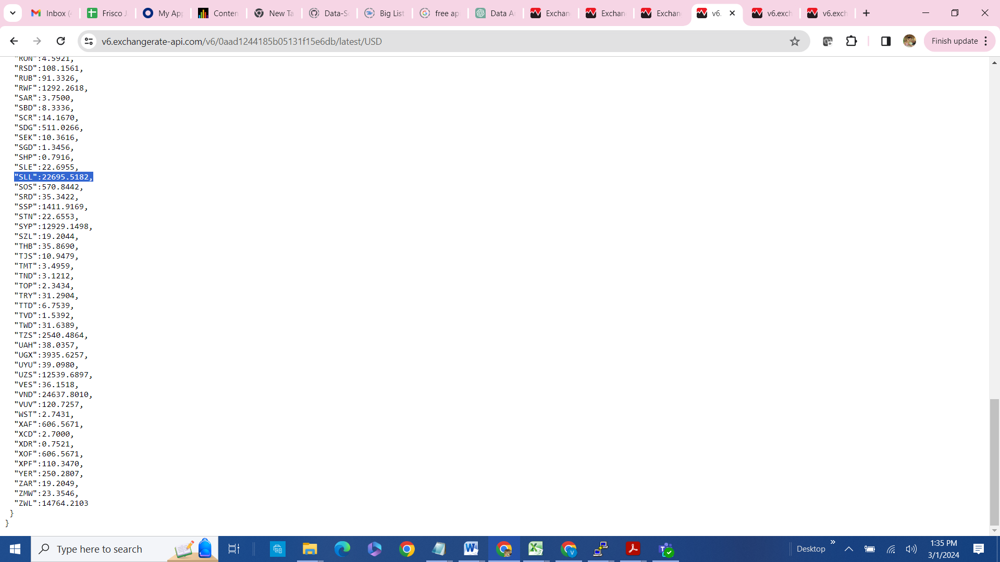 Inbox (
Frisco J
My App
Conten
New Ta
Data-S
Big List
free ap
Data A
Exchan
Exchan
Exchan
v6.
v6.exch
v6.exch
v6.exchangerate-api.com/v6/0aad1244185b05131f15e6db/latest/USD
Finish update
"RON":4.5921,
"RSD":108.1561,
"RUB":91.3326,
"RWF":1292.2618,
"SAR":3.7500,
"SBD":8.3336,
"SCR":14.1670,
"SDG":511.0266,
"SEK":10.3616,
"SGD":1.3456,
"SHP":0.7916,
"SLE":22.6955,
"SLL":22695.5182,
"SOS":570.8442,
"SRD":35.3422,
"SSP":1411.9169,
"STN":22.6553,
"SYP":12929.1498,
"SZL":19.2044,
"THB":35.8690,
"TJS":10.9479,
"TMT":3.4959,
"TND":3.1212,
"TOP":2.3434,
"TRY":31.2904,
"TTD":6.7539,
"TVD":1.5392,
"TWD":31.6389,
"TZS":2540.4864,
"UAH":38.0357,
"UGX":3935.6257,
"UYU":39.0980,
"UZS":12539.6897,
"VES":36.1518,
"VND":24637.8010,
"VUV":120.7257,
"WST":2.7431,
"XAF":606.5671,
"XCD":2.7000,
"XDR":0.7521,
"XOF":606.5671,
"XPF":110.3470,
"YER":250.2807,
"ZAR":19.2049,
"ZMW":23.3546,
"ZWL":14764.2103
}
}
Type here to search
Desktop
1:35 PM
3/1/2024